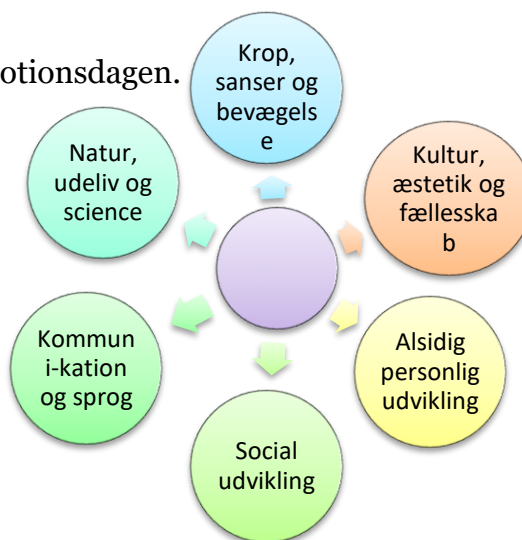 otionsdagen.
Krop,
sanser og
bevægels
e
Kultur,
æstetik og
fællesska
b
Alsidig
personlig
udvikling
Social
udvikling
Kommun
i-kation
og sprog
Natur,
udeliv og
science